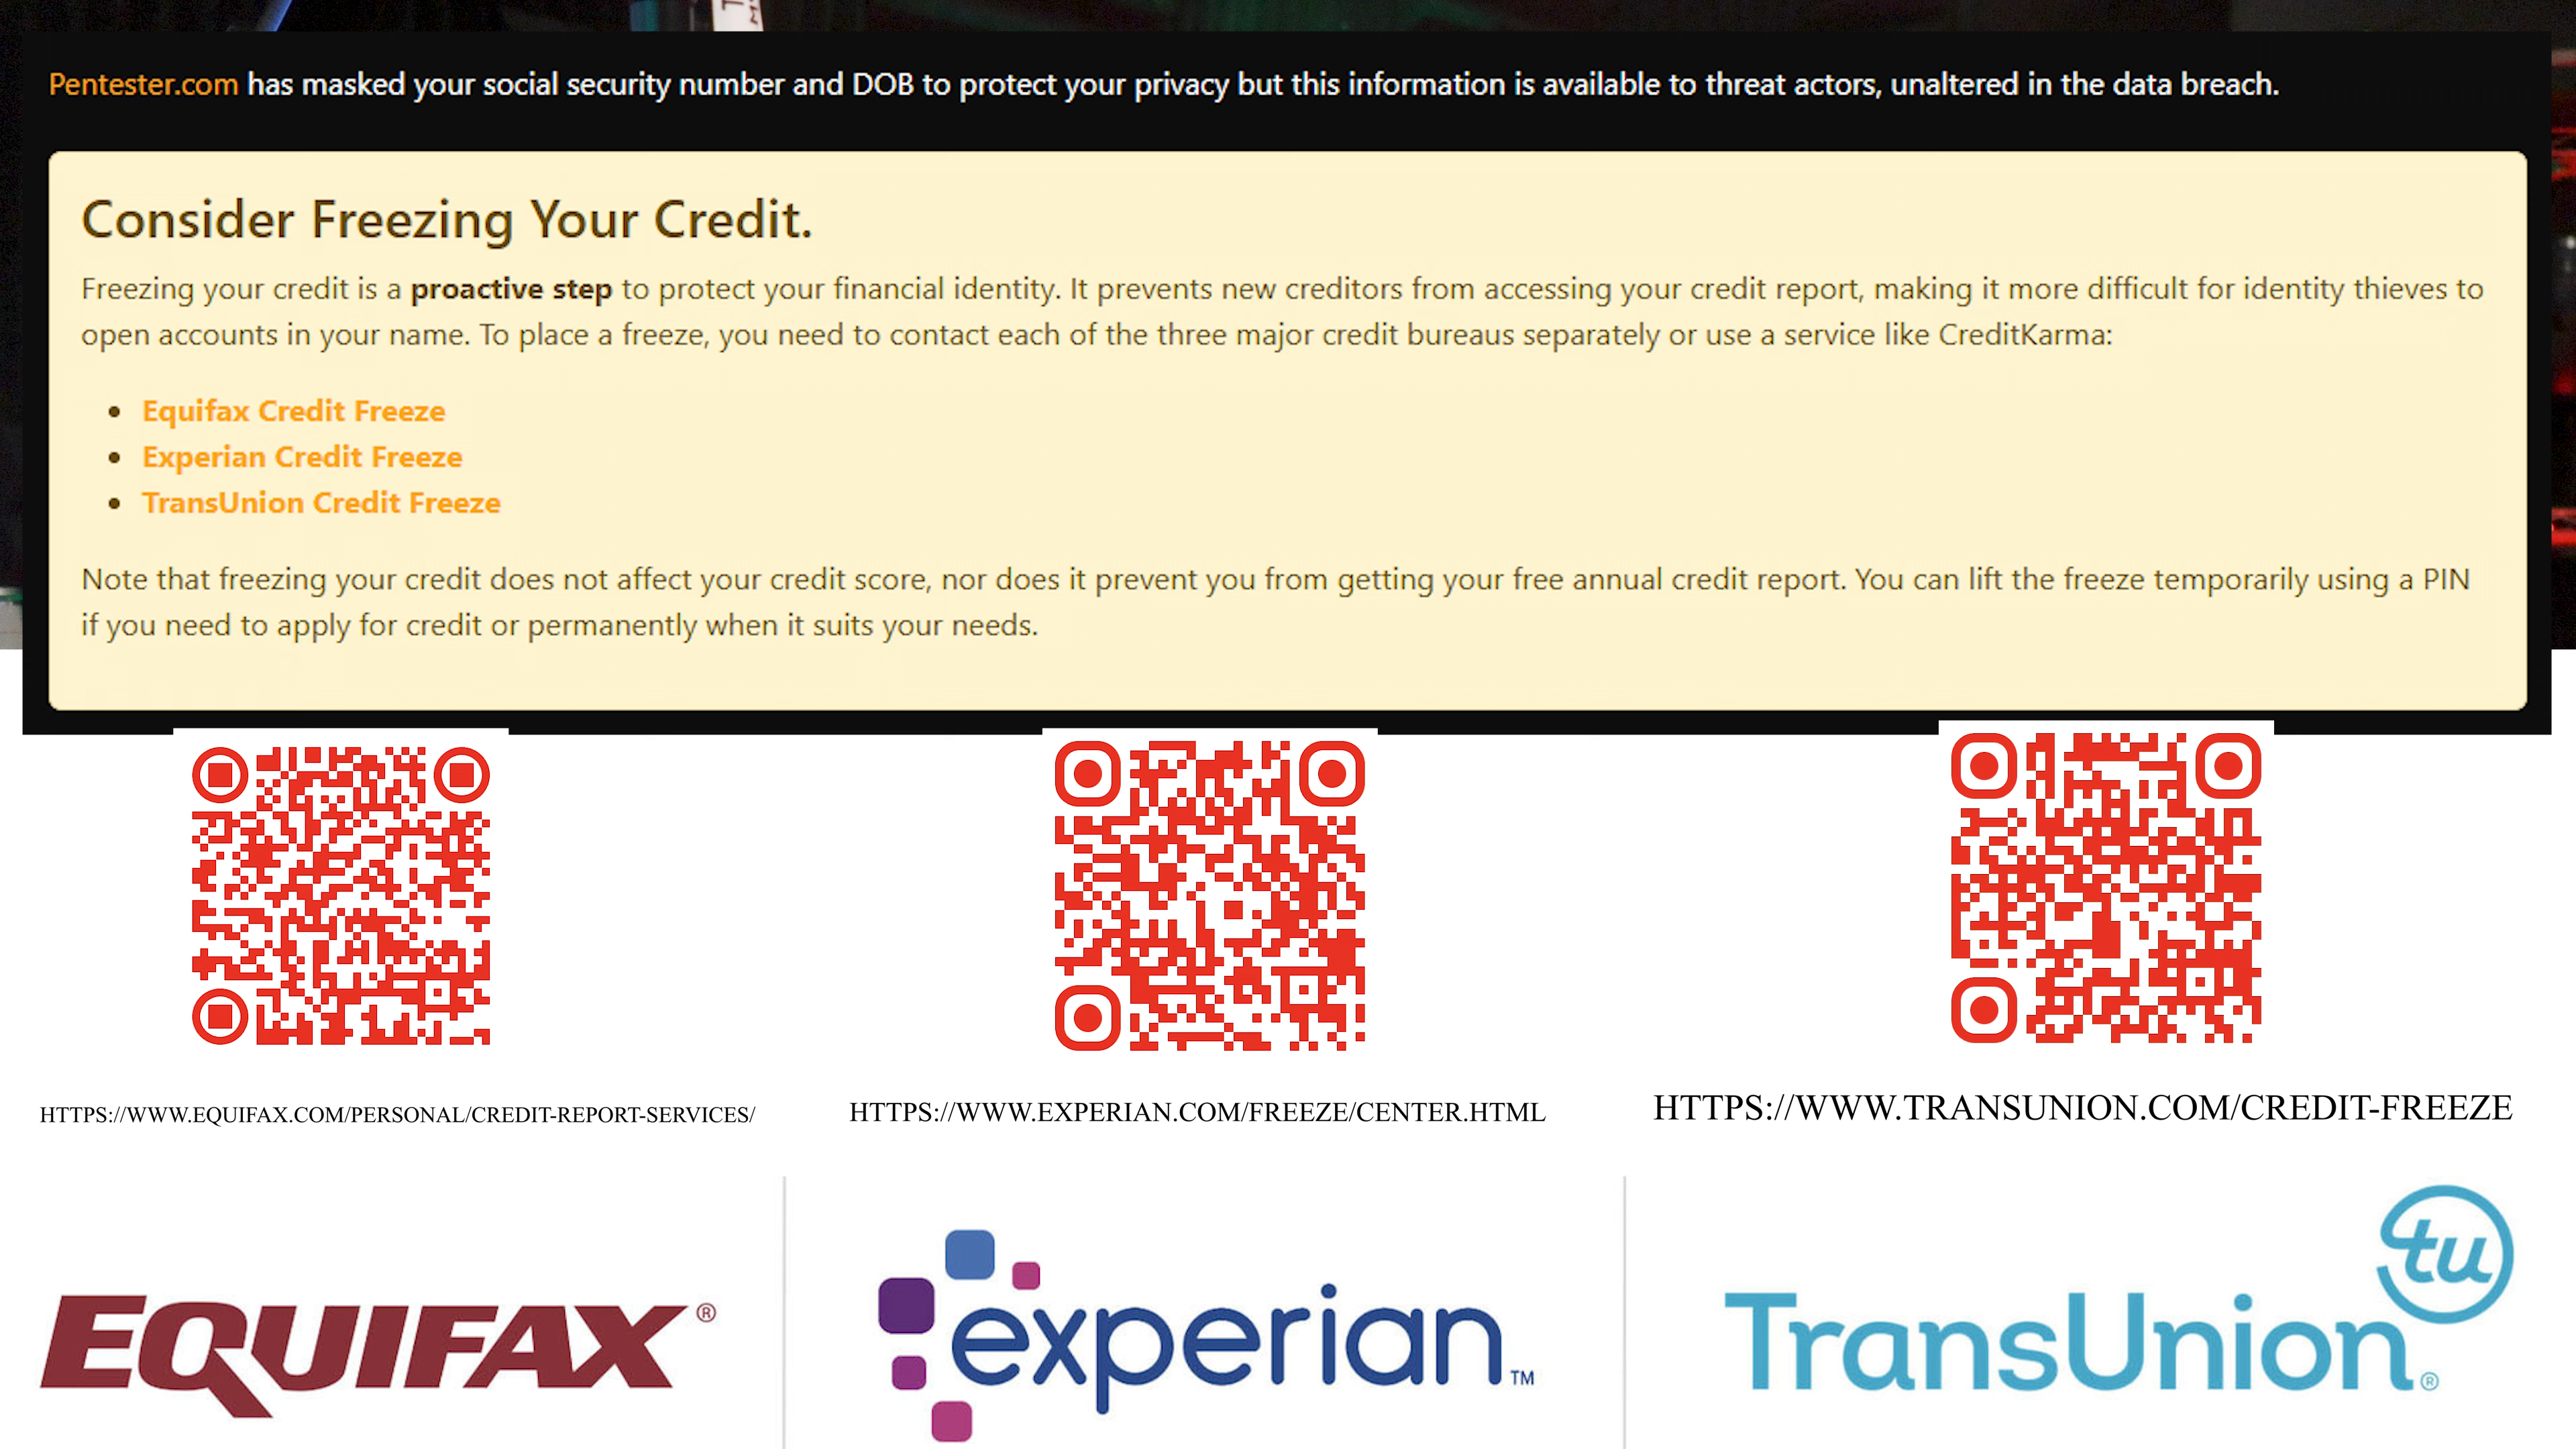 Pentester.com has masked your social security number and DOB to protect your privacy but this information is available to threat actors, unaltered in the data breach.
Consider Freezing Your Credit.
Freezing your credit is a proactive step to protect your financial identity. It prevents new creditors from accessing your credit report, making it more difficult for identity thieves to
open accounts in your name. To place a freeze, you need to contact each of the three major credit bureaus separately or use a service like CreditKarma:
• Equifax Credit Freeze
• Experian Credit Freeze
• TransUnion Credit Freeze
Note that freezing your credit does not affect your credit score, nor does it prevent you from getting your free annual credit report. You can lift the freeze temporarily using a PIN
if you need to apply for credit or permanently when it suits your needs.
HTTPS://WWW.EQUIFAX.COM/PERSONAL/CREDIT-REPORT-SERVICES/
HTTPS://WWW.EXPERIAN.COM/FREEZE/CENTER.HTML
HTTPS://WWW.TRANSUNION.COM/CREDIT-FREEZE
EQUIFAX®
experian™
tu
TransUnion®